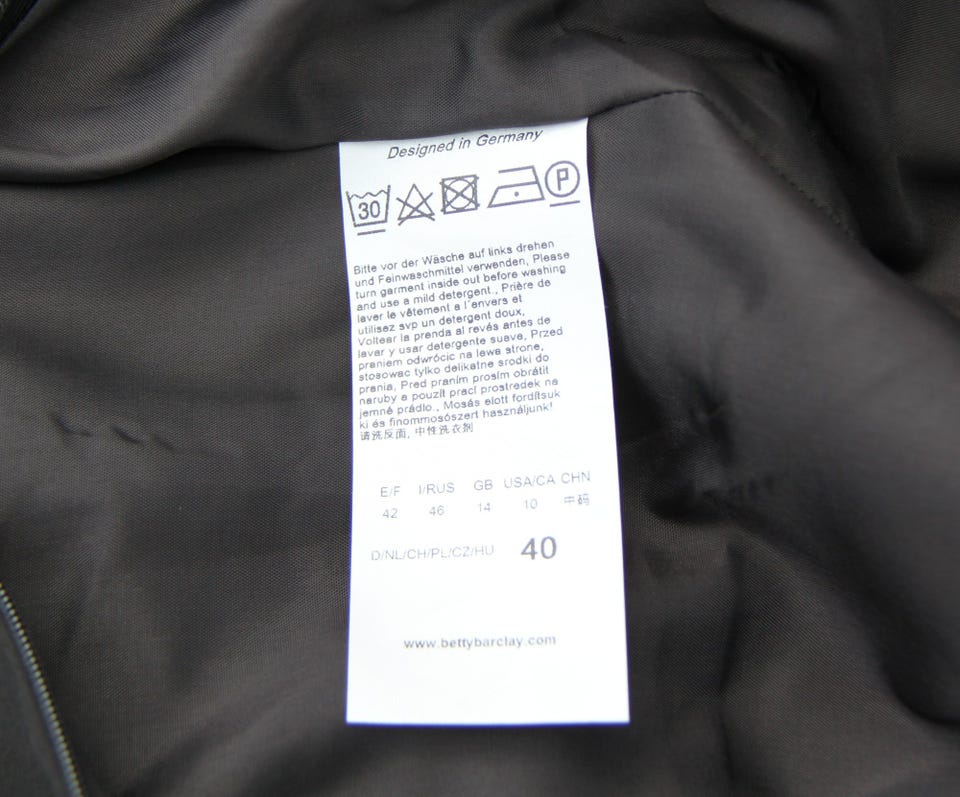 Designed in Germany
30 P
Bitte vor der Wäsche auf links drehen
und Feinwaschmittel verwenden, Please
turn garment inside out before washing
and use a mild detergent., Prière de
laver le vêtement a l´envers et
utilisez svp un detergent doux,
Voltear la prenda al revés antes de
lavar y usar detergente suave, Przed
praniem odwrócic na lewa strone,
stosowac tylko delikatne srodki do
prania, Pred praním prosím obrátit
naruby a pouzít prací prostredek na
jemné prádlo., Mosás elott fordítsuk
ki és finommosószert használjunk!
请洗反面, 中性洗衣剂
E/F I/RUS GB USA/CA CHN
42 46 14 10 中码
D/NL/CH/PL/CZ/HU 40
www.bettybarclay.com